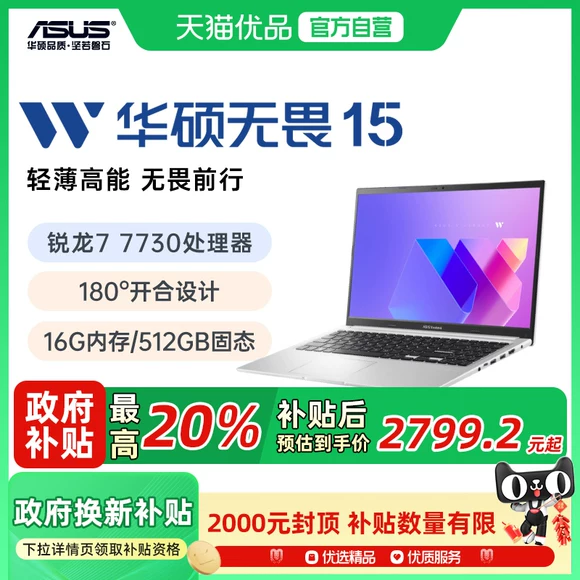 ASUS
华硕品质·坚若磐石
天猫优品 官方自营
华硕无畏15
轻薄高能 无畏前行
锐龙7 7730处理器
180°开合设计
16G内存/512GB固态
政府补贴
最高20%
补贴后
预估到手价
2799.2元起
政府换新补贴
下拉详情页领取补贴资格
2000元封顶 补贴数量有限
优选精品
优质服务